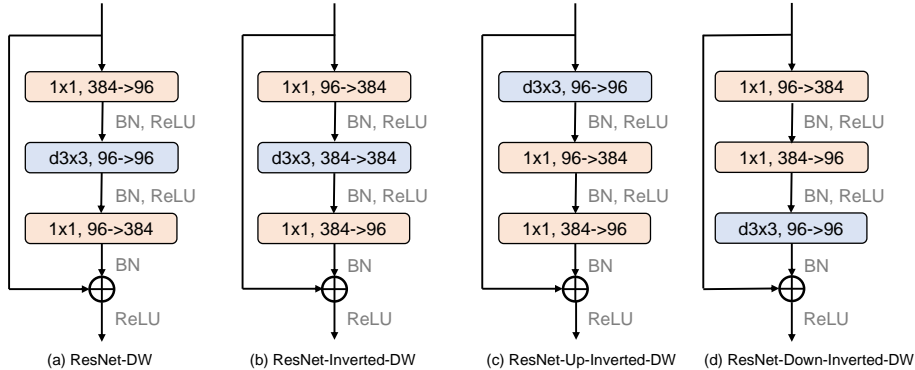 1x1, 384->96
BN, ReLU
d3x3, 96->96
BN, ReLU
1x1, 96->384
BN
ReLU
(a) ResNet-DW
1x1, 96->384
BN, ReLU
d3x3, 384->384
BN, ReLU
1x1, 384->96
BN
ReLU
(b) ResNet-Inverted-DW
d3x3, 96->96
BN, ReLU
1x1, 96->384
BN, ReLU
1x1, 384->96
BN
ReLU
(c) ResNet-Up-Inverted-DW
1x1, 96->384
BN, ReLU
1x1, 384->96
BN, ReLU
d3x3, 96->96
BN
ReLU
(d) ResNet-Down-Inverted-DW